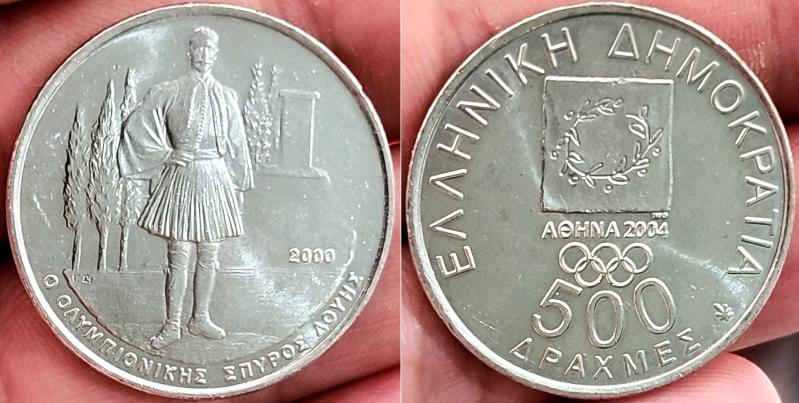 2000
Ο ΟΛΥΜΠΙΟΝΙΚΗΣ ΣΠΥΡΟΣ ΛΟΥΗΣ
ΕΛΛΗΝΙΚΗ ΔΗΜΟΚΡΑΤΙΑ
ΑΘΗΝΑ 2004
500
ΔΡΑΧΜΕΣ